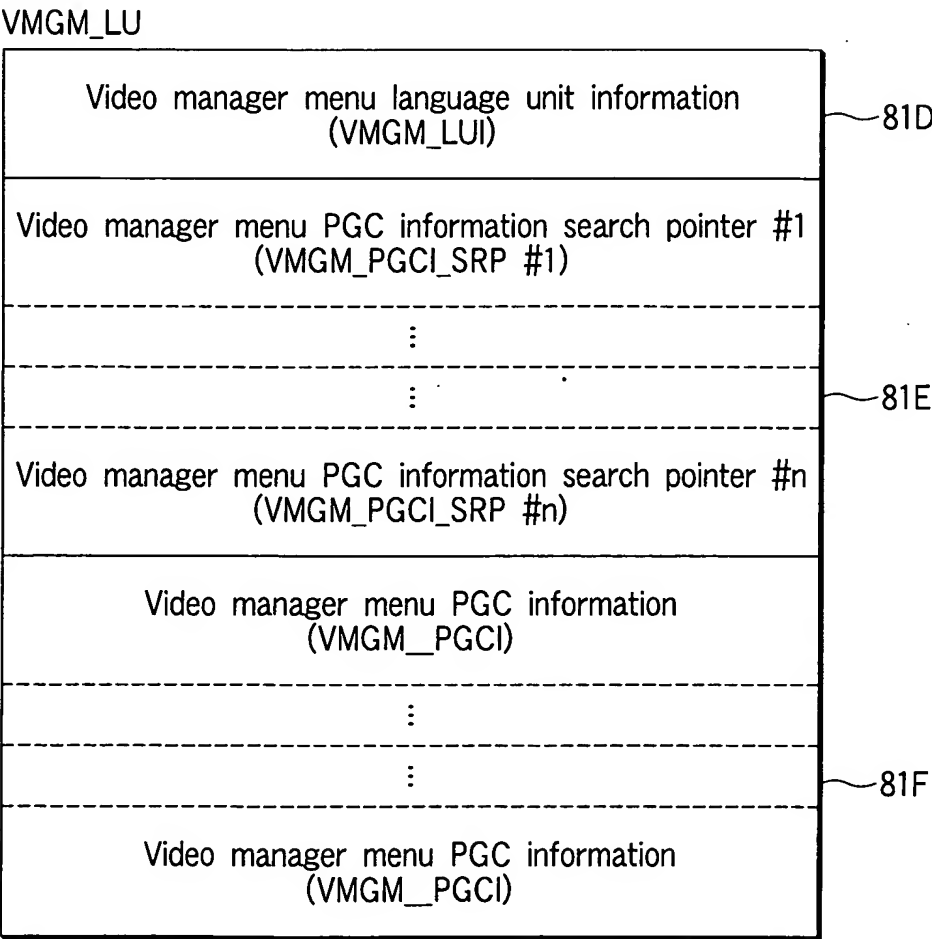 VMGM_LU
Video manager menu language unit information
(VMGM_LUI)
81D
Video manager menu PGC information search pointer #1
(VMGM_PGCI_SRP #1)
⋮
⋮
81E
Video manager menu PGC information search pointer #n
(VMGM_PGCI_SRP #n)
Video manager menu PGC information
(VMGM__PGCI)
⋮
⋮
81F
Video manager menu PGC information
(VMGM__PGCI)